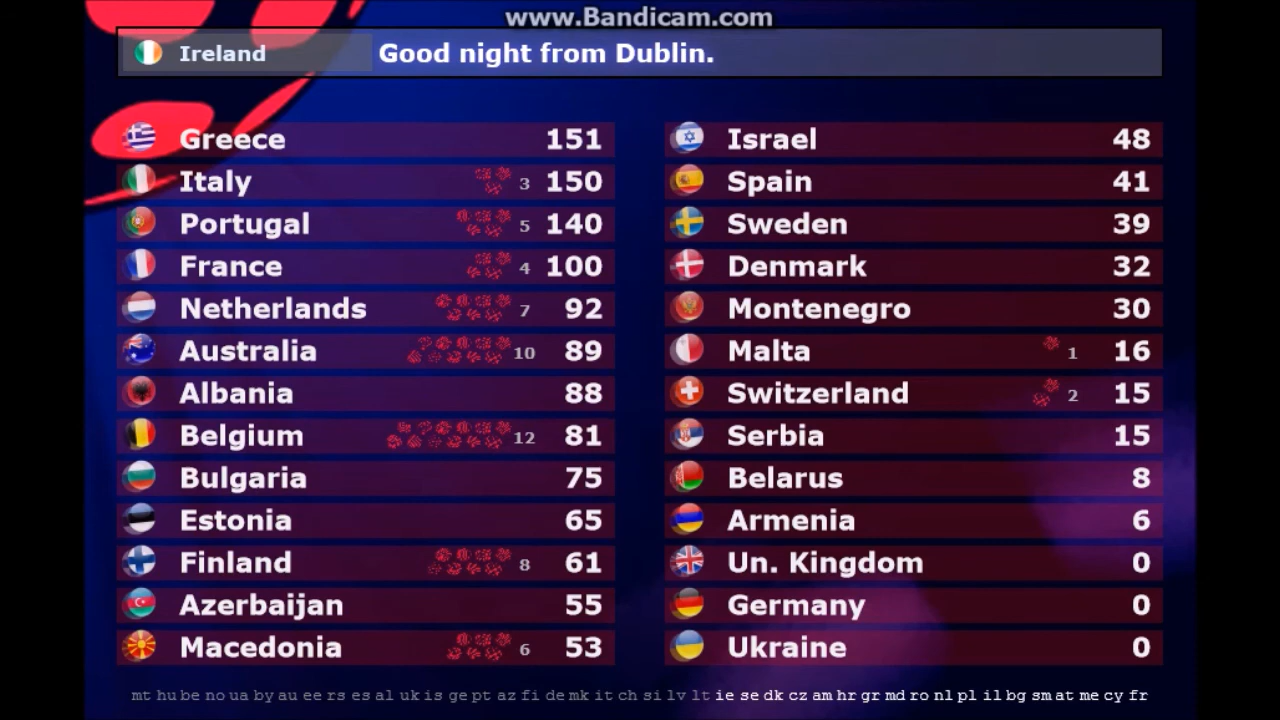 www.Bandicam.com
Ireland Good night from Dublin.
Greece 151
Italy 3 150
Portugal 5 140
France 4 100
Netherlands 7 92
Australia 10 89
Albania 88
Belgium 12 81
Bulgaria 75
Estonia 65
Finland 8 61
Azerbaijan 55
Macedonia 6 53
Israel 48
Spain 41
Sweden 39
Denmark 32
Montenegro 30
Malta 1 16
Switzerland 2 15
Serbia 15
Belarus 8
Armenia 6
Un. Kingdom 0
Germany 0
Ukraine 0
mt hu be no ua by au ee rs es al uk is ge pt az fi de mk it ch si lv lt ie se dk cz am hr gr md ro nl pl il bg sm at me cy fr